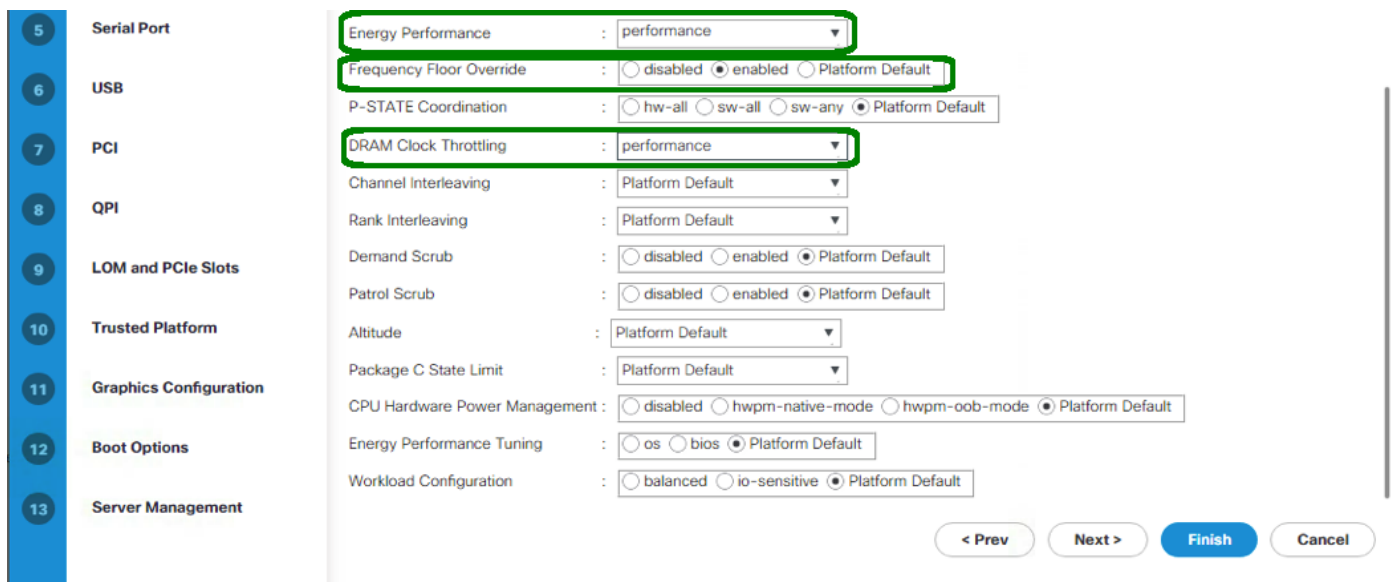 5 Serial Port
6 USB
7 PCI
8 QPI
9 LOM and PCIe Slots
10 Trusted Platform
11 Graphics Configuration
12 Boot Options
13 Server Management
Energy Performance : performance
Frequency Floor Override : disabled enabled Platform Default
P-STATE Coordination : hw-all sw-all sw-any Platform Default
DRAM Clock Throttling : performance
Channel Interleaving : Platform Default
Rank Interleaving : Platform Default
Demand Scrub : disabled enabled Platform Default
Patrol Scrub : disabled enabled Platform Default
Altitude : Platform Default
Package C State Limit : Platform Default
CPU Hardware Power Management : disabled hwpm-native-mode hwpm-oob-mode Platform Default
Energy Performance Tuning : os bios Platform Default
Workload Configuration : balanced io-sensitive Platform Default
< Prev Next > Finish Cancel